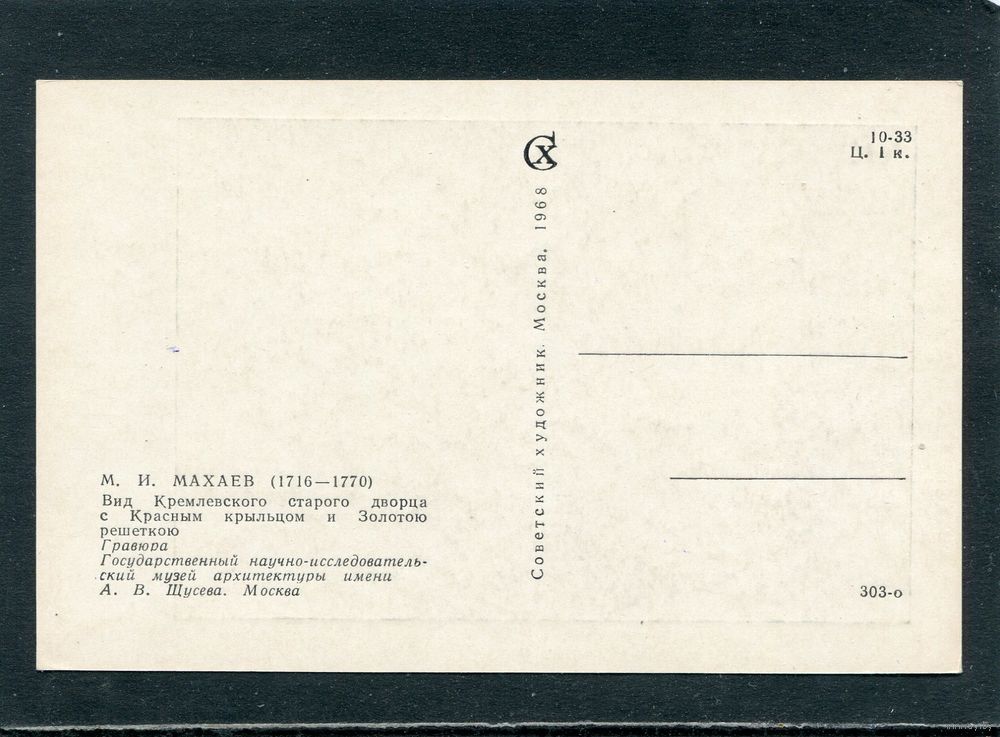 М. И. МАХАЕВ (1716—1770)
Вид Кремлевского старого дворца
с Красным крыльцом и Золотою
решеткою
Гравюра
Государственный научно-исследователь-
ский музей архитектуры имени
А. В. Щусева. Москва
Советский художник. Москва. 1968
СХ
10-33
Ц. 1 к.
303-о